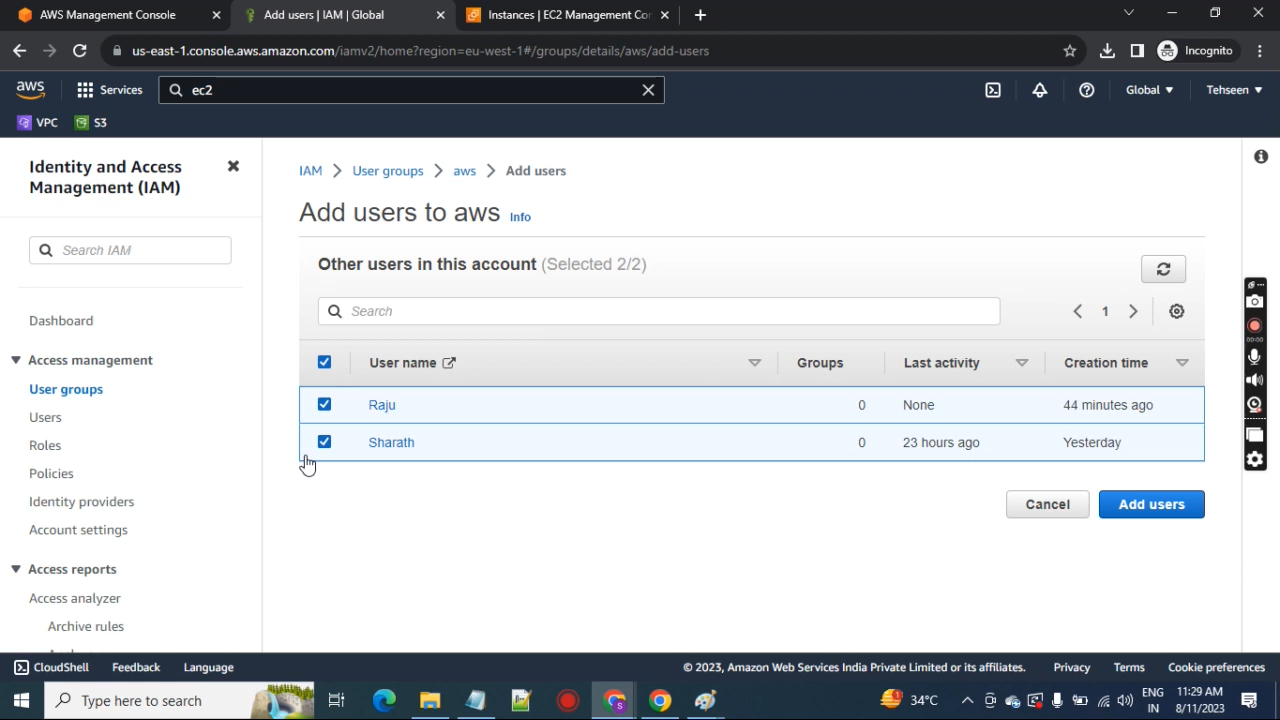 AWS Management Console
Add users | IAM | Global
Instances | EC2 Management Cor
us-east-1.console.aws.amazon.com/iamv2/home?region=eu-west-1#/groups/details/aws/add-users
Incognito
aws
Services
ec2
Global
Tehseen
VPC
S3
Identity and Access
Management (IAM)
Search IAM
Dashboard
Access management
User groups
Users
Roles
Policies
Identity providers
Account settings
Access reports
Access analyzer
Archive rules
IAM > User groups > aws > Add users
Add users to aws Info
Other users in this account (Selected 2/2)
Search
1
User name Groups Last activity Creation time
Raju 0 None 44 minutes ago
Sharath 0 23 hours ago Yesterday
Cancel
Add users
00:00
CloudShell Feedback Language
© 2023, Amazon Web Services India Private Limited or its affiliates. Privacy Terms Cookie preferences
Type here to search
34°C
ENG
IN
11:29 AM
8/11/2023